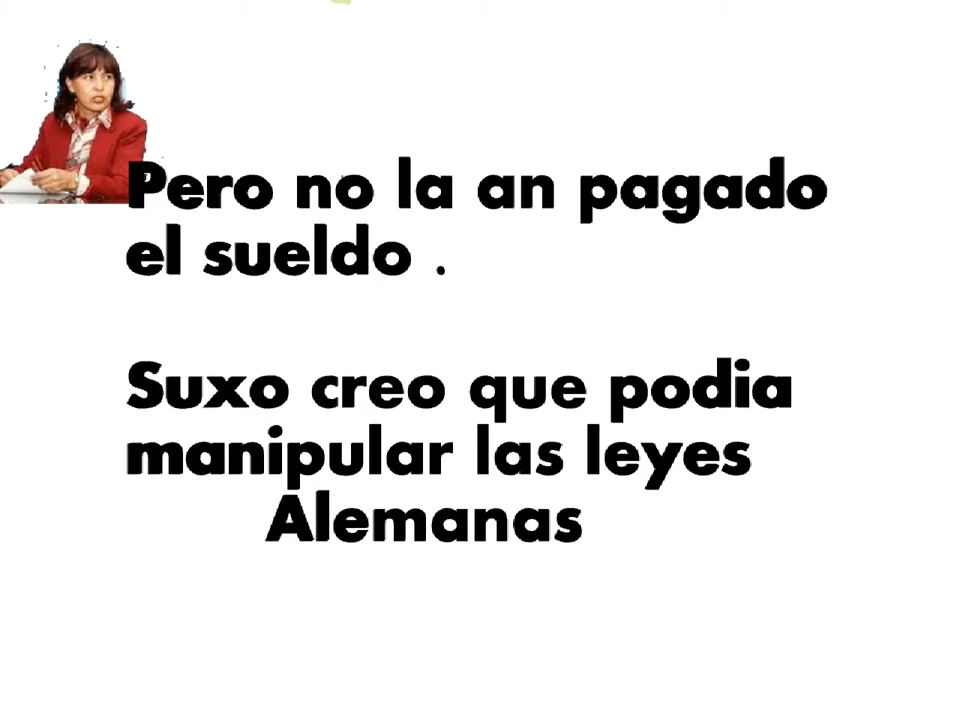 Pero no la an pagado
el sueldo .
Suxo creo que podia
manipular las leyes
Alemanas